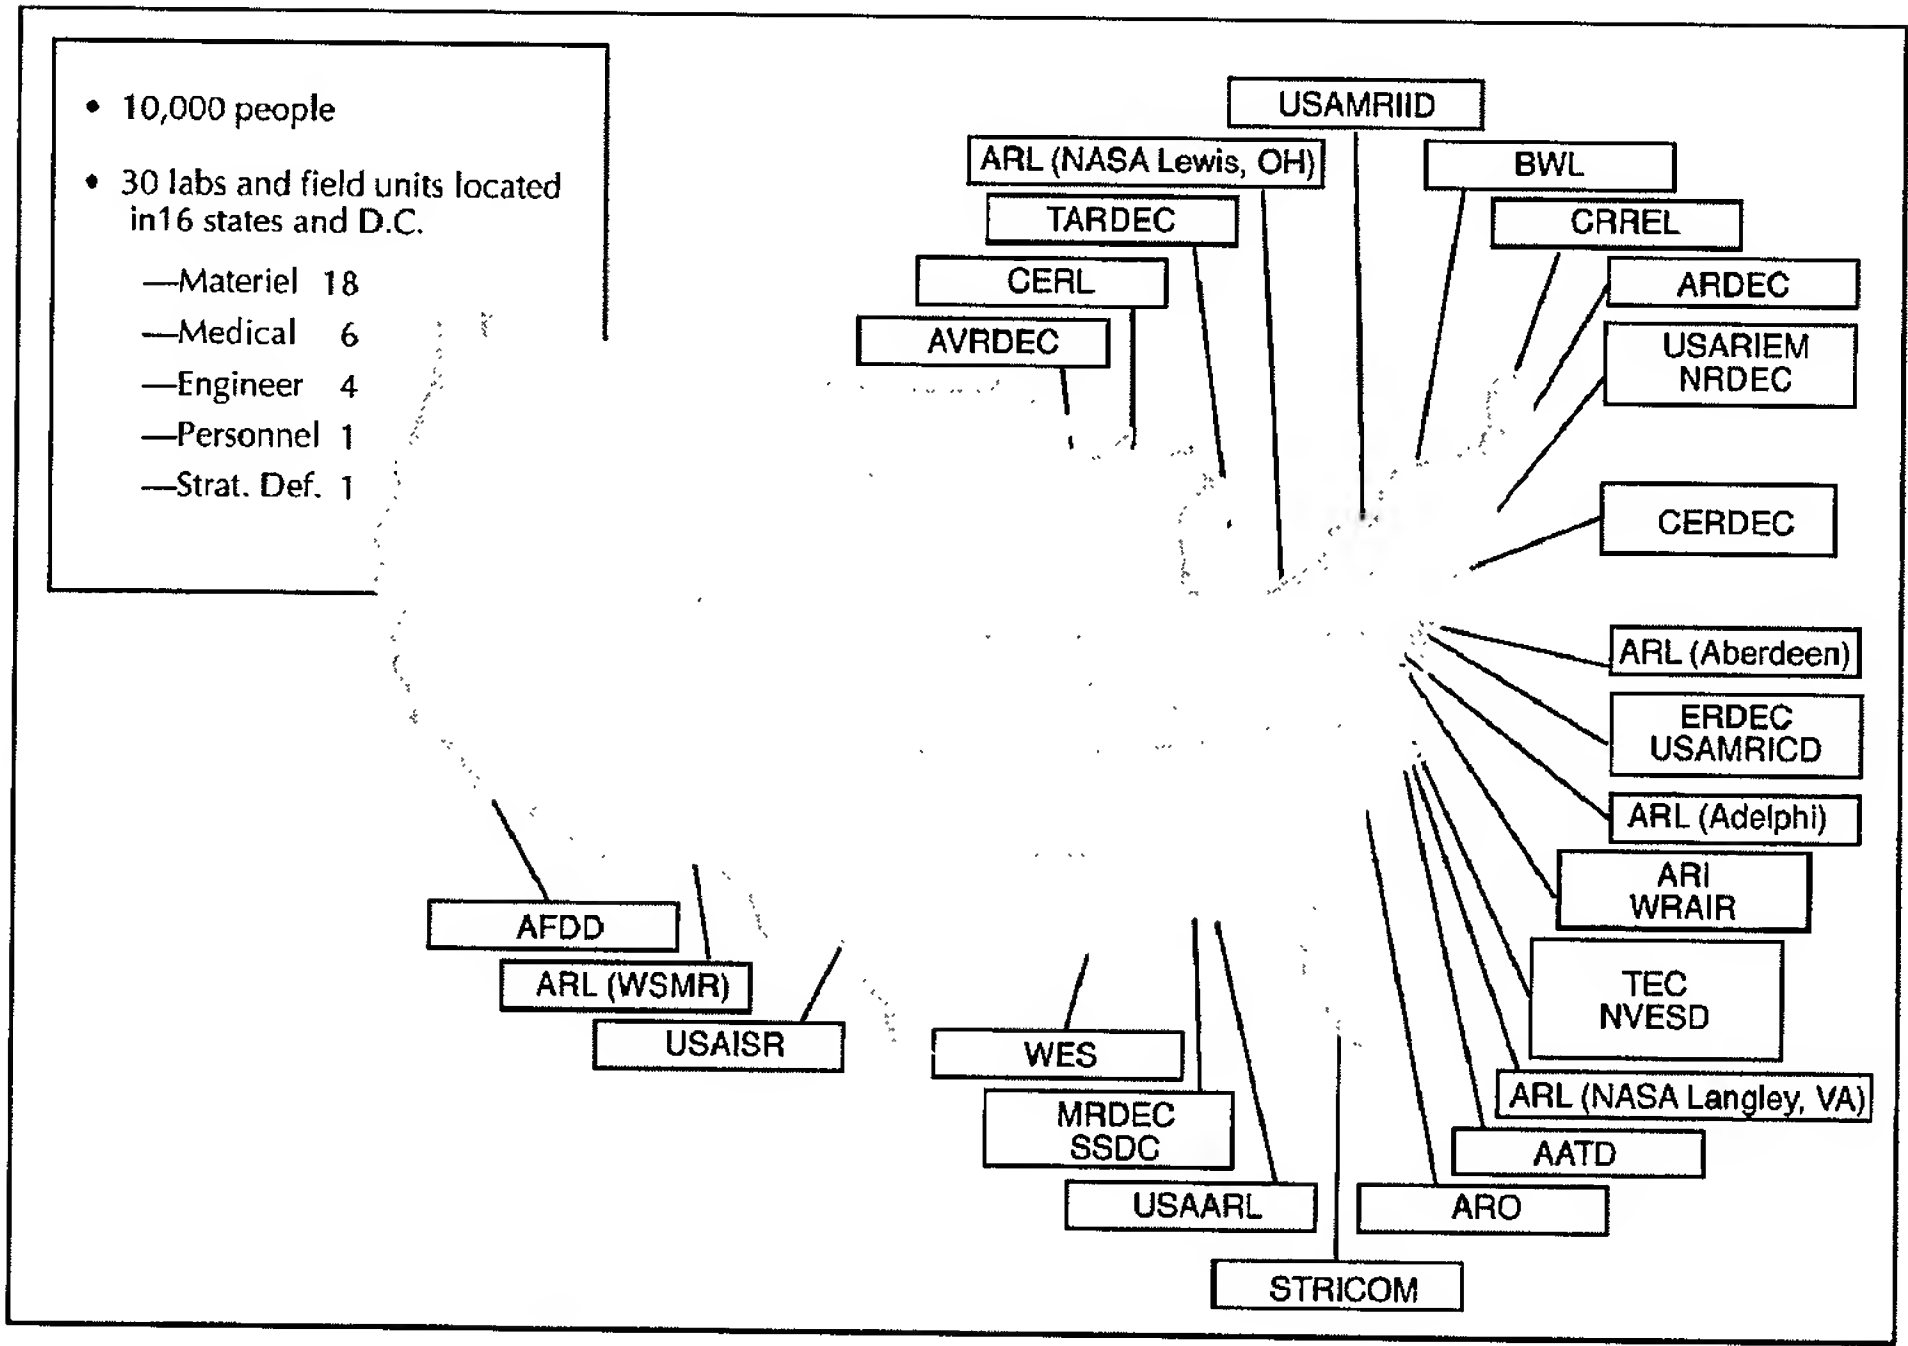 • 10,000 people
• 30 labs and field units located
in16 states and D.C.
—Materiel 18
—Medical 6
—Engineer 4
—Personnel 1
—Strat. Def. 1
USAMRIID
ARL (NASA Lewis, OH)
BWL
TARDEC
CRREL
CERL
ARDEC
AVRDEC
USARIEM
NRDEC
CERDEC
ARL (Aberdeen)
ERDEC
USAMRICD
ARL (Adelphi)
ARI
WRAIR
AFDD
ARL (WSMR)
USAISR
TEC
NVESD
WES
MRDEC
SSDC
ARL (NASA Langley, VA)
AATD
USAARL
ARO
STRICOM